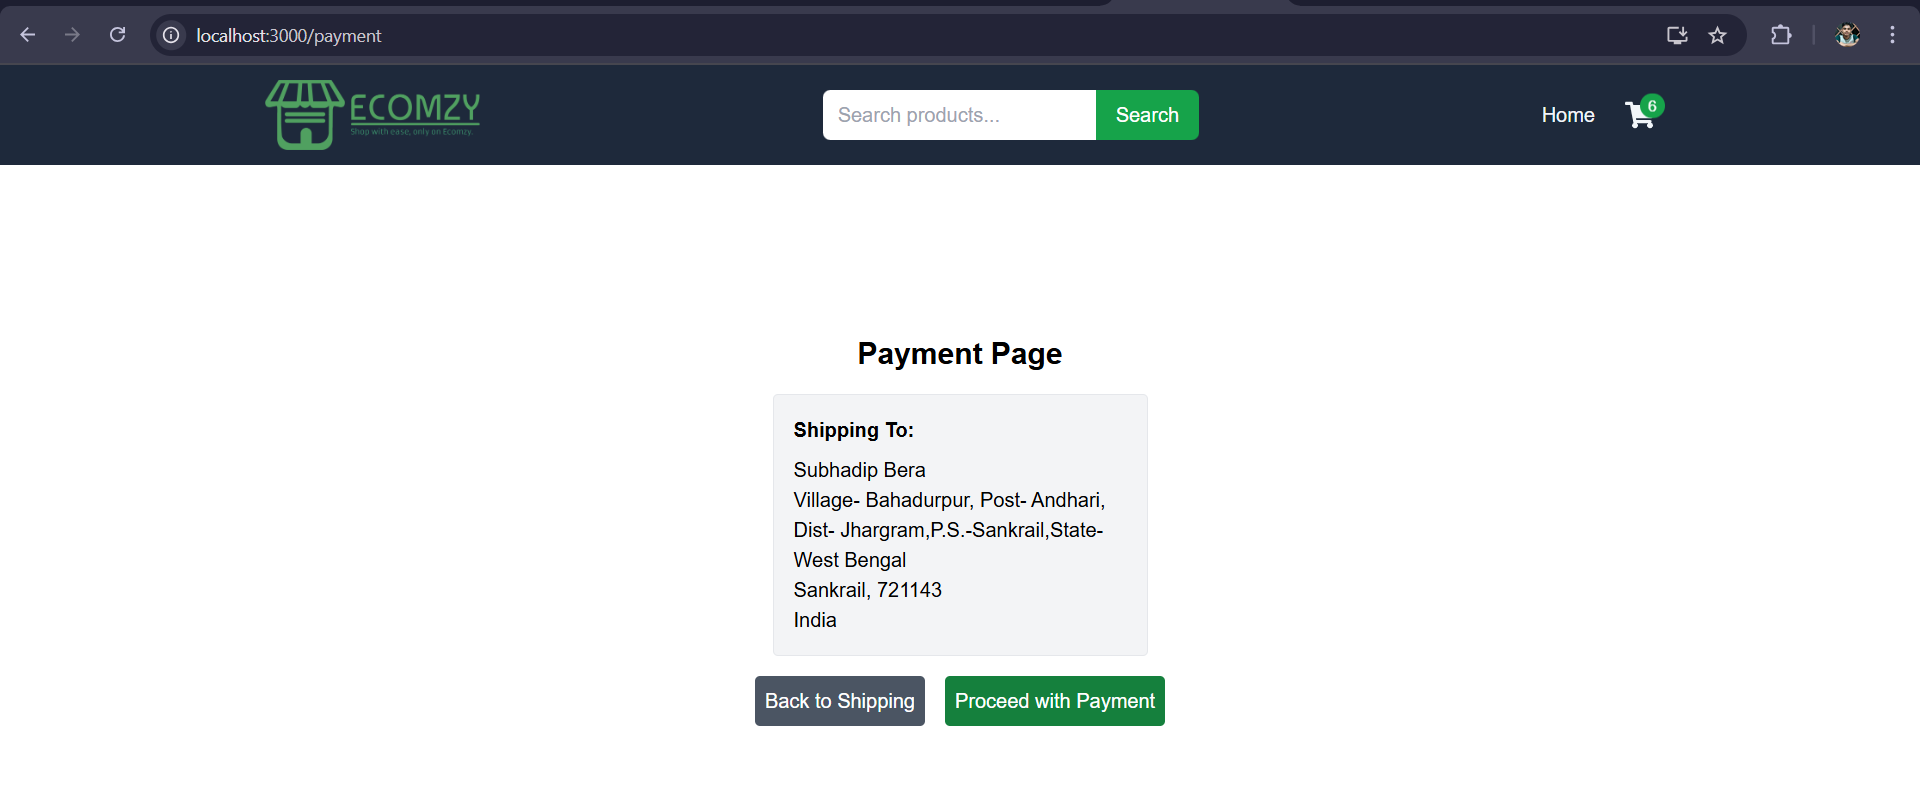 localhost:3000/payment
ECOMZY
Shop with ease, only on Ecomzy.
Search products...
Search
Home
6
Payment Page
Shipping To:
Subhadip Bera
Village- Bahadurpur, Post- Andhari,
Dist- Jhargram,P.S.-Sankrail,State-
West Bengal
Sankrail, 721143
India
Back to Shipping
Proceed with Payment